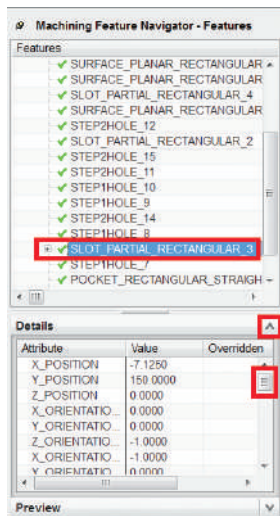 Machining Feature Navigator - Features
Features
SURFACE_PLANAR_RECTANGULAR
SLOT_PARTIAL_RECTANGULAR_4
SURFACE_PLANAR_RECTANGULAR
STEP2HOLE_12
SLOT_PARTIAL_RECTANGULAR_2
STEP2HOLE_15
STEP2HOLE_11
STEP1HOLE_10
STEP1HOLE_9
STEP2HOLE_14
STEP1HOLE_8
SLOT_PARTIAL_RECTANGULAR_3
STEP1HOLE_7
POCKET_RECTANGULAR_STRAIGH
Details
Attribute Value Overridden
X_POSITION -7.1250
Y_POSITION 150.0000
Z_POSITION 0.0000
X_ORIENTATIO... 0.0000
Y_ORIENTATIO... 0.0000
Z_ORIENTATIO... -1.0000
X_ORIENTATIO... -1.0000
Y_ORIENTATIO... 0.0000
Preview